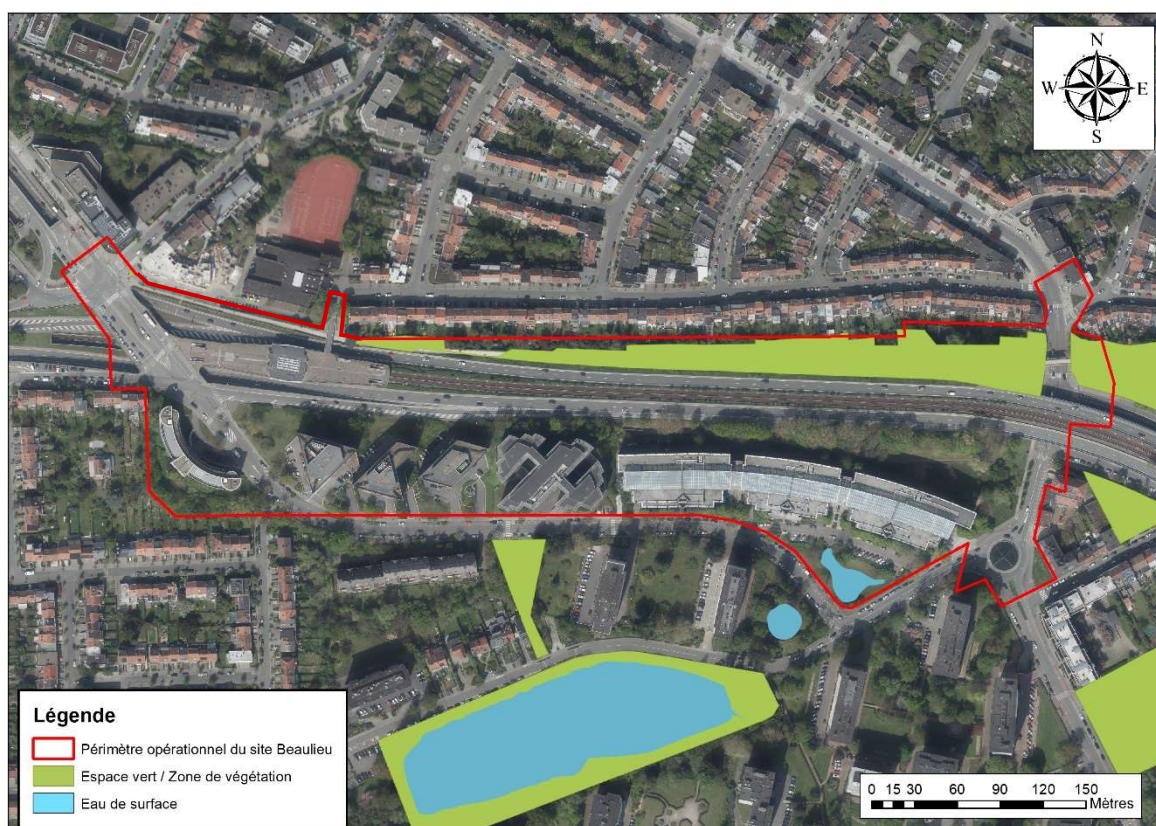 N
W E
S
Légende
Périmètre opérationnel du site Beaulieu
Espace vert / Zone de végétation
Eau de surface
0 15 30 60 90 120 150
Mètres